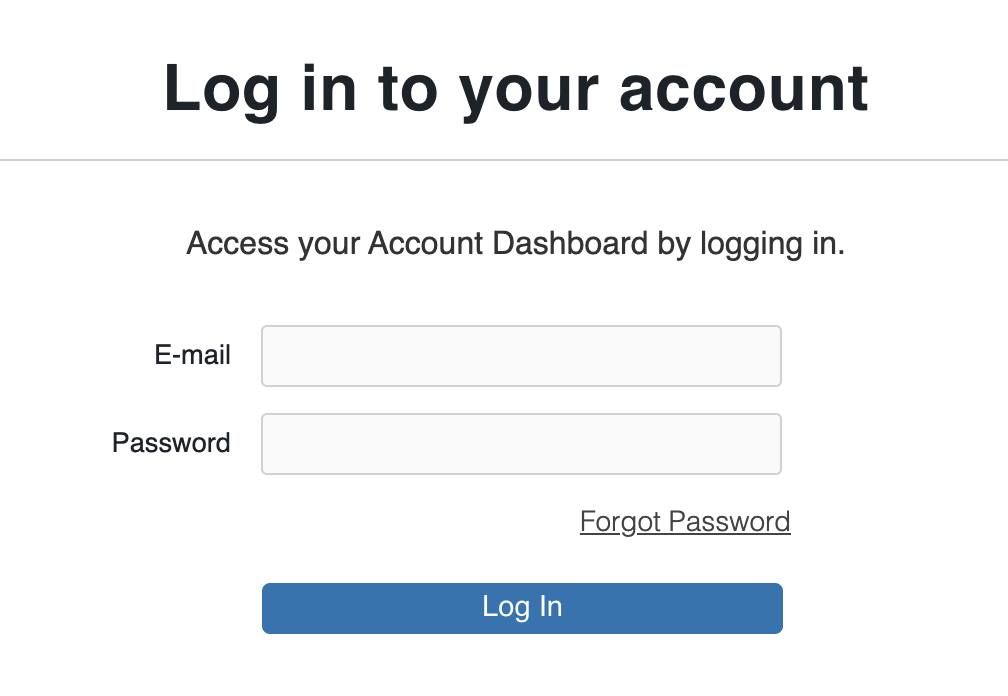 Log in to your account
Access your Account Dashboard by logging in.
E-mail
Password
Forgot Password
Log In